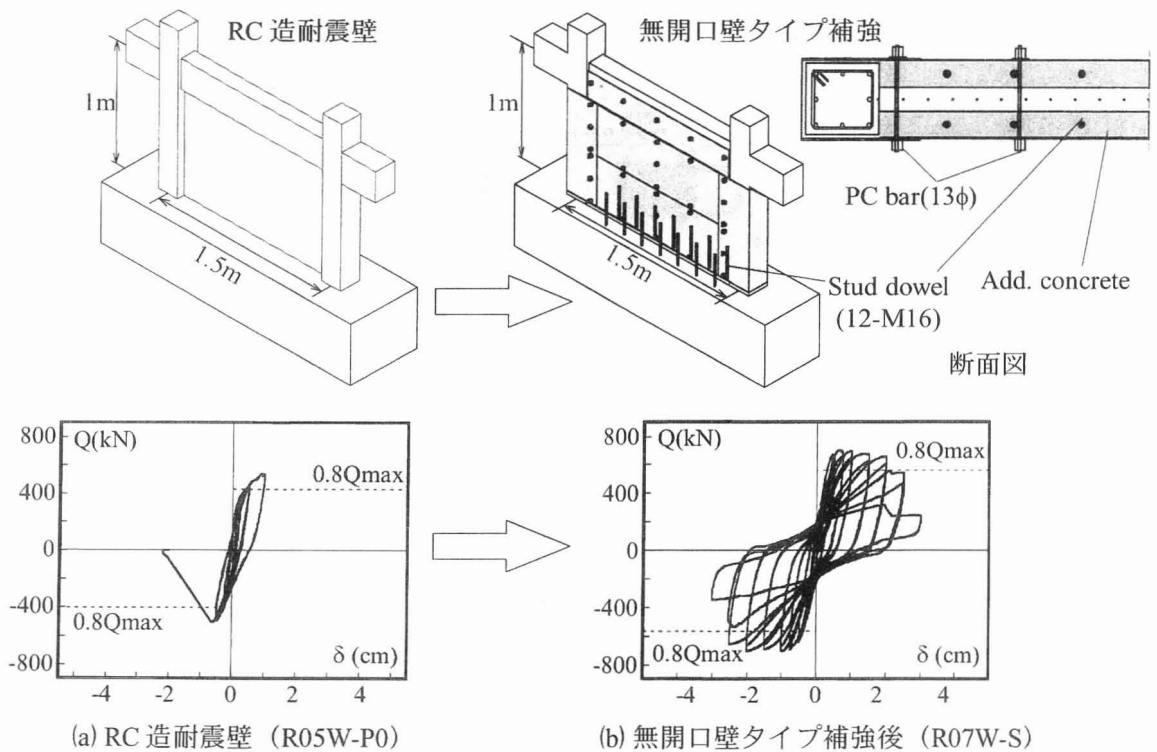 RC 造耐震壁
1m
1.5m
無開口壁タイプ補強
1m
1.5m
PC bar(13ϕ)
Stud dowel
(12-M16)
Add. concrete
断面図
800
400
0
-400
-800
Q(kN)
0.8Qmax
0.8Qmax
δ (cm)
-4 -2 0 2 4
(a) RC 造耐震壁（R05W-P0）
800
400
0
-400
-800
Q(kN)
0.8Qmax
0.8Qmax
δ (cm)
-4 -2 0 2 4
(b) 無開口壁タイプ補強後（R07W-S）